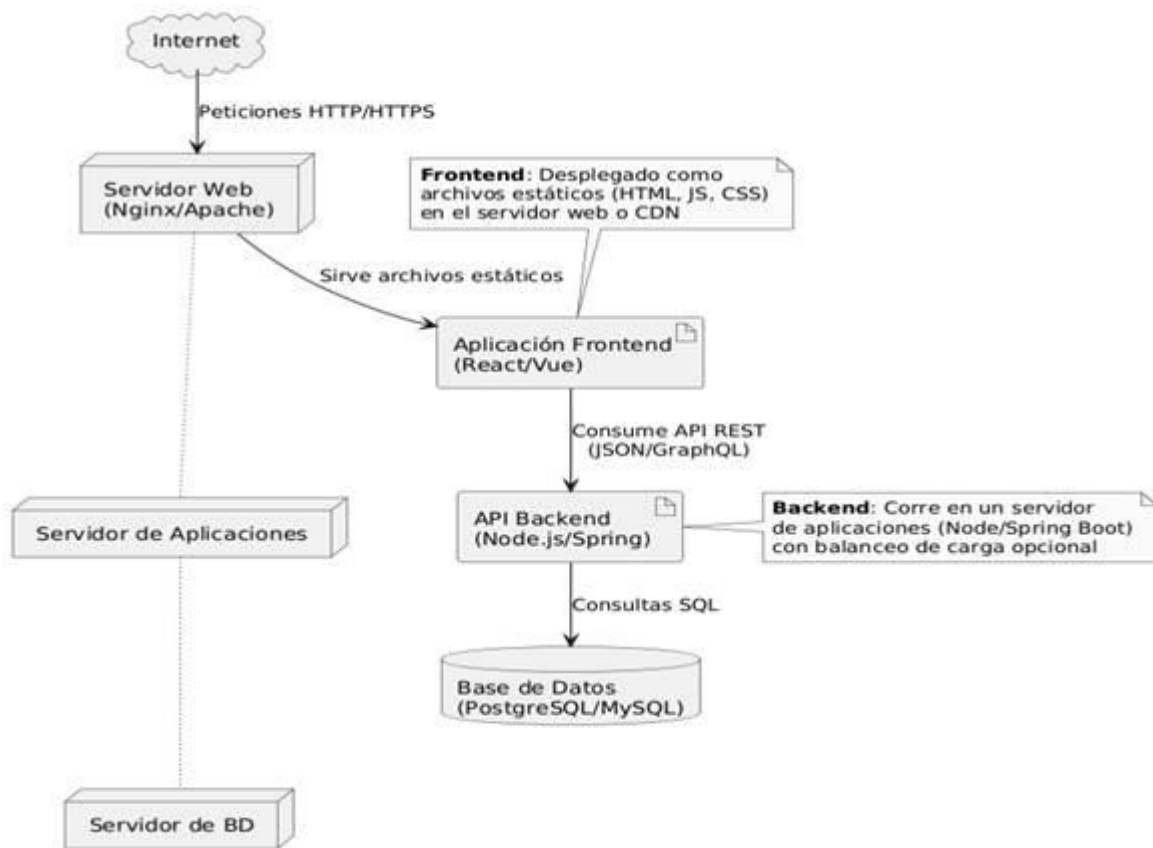 Internet
Peticiones HTTP/HTTPS
Servidor Web
(Nginx/Apache)
Frontend: Desplegado como
archivos estáticos (HTML, JS, CSS)
en el servidor web o CDN
Sirve archivos estáticos
Aplicación Frontend
(React/Vue)
Consume API REST
(JSON/GraphQL)
Servidor de Aplicaciones
API Backend
(Node.js/Spring)
Backend: Corre en un servidor
de aplicaciones (Node/Spring Boot)
con balanceo de carga opcional
Consultas SQL
Base de Datos
(PostgreSQL/MySQL)
Servidor de BD